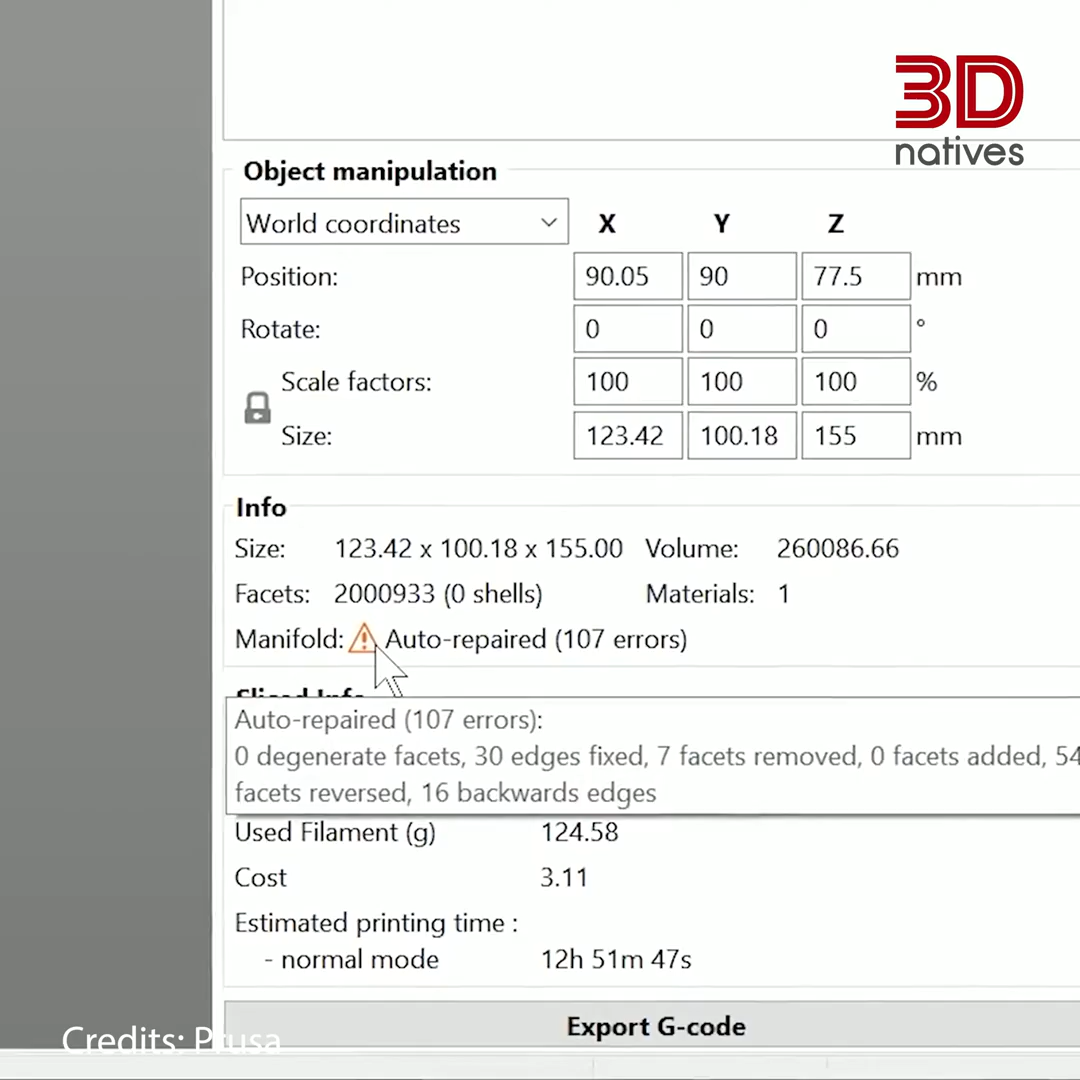 3D
natives
Object manipulation
World coordinates X Y Z
Position: 90.05 90 77.5 mm
Rotate: 0 0 0 °
Scale factors: 100 100 100 %
Size: 123.42 100.18 155 mm
Info
Size: 123.42 x 100.18 x 155.00 Volume: 260086.66
Facets: 2000933 (0 shells) Materials: 1
Manifold: Auto-repaired (107 errors)
Sliced Info
Auto-repaired (107 errors):
0 degenerate facets, 30 edges fixed, 7 facets removed, 0 facets added, 54
facets reversed, 16 backwards edges
Used Filament (g) 124.58
Cost 3.11
Estimated printing time :
- normal mode 12h 51m 47s
Export G-code
Credits: Prusa